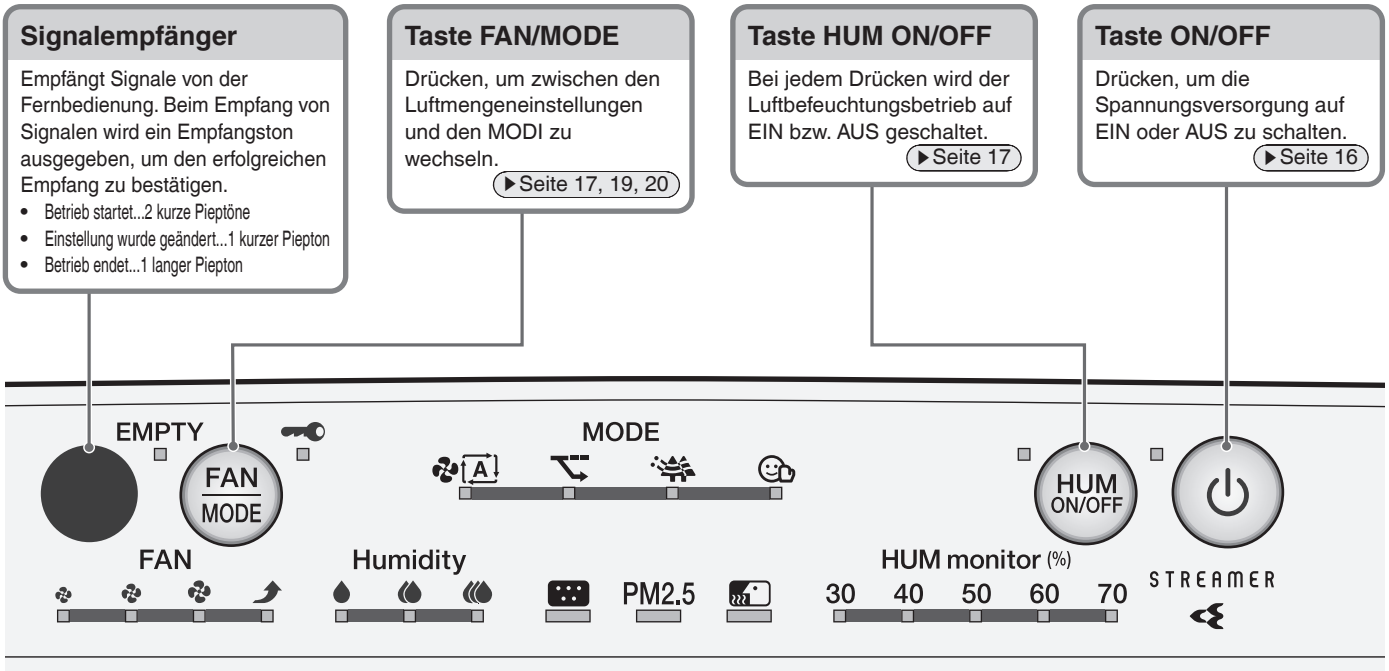 Signalempfänger
Empfängt Signale von der
Fernbedienung. Beim Empfang von
Signalen wird ein Empfangston
ausgegeben, um den erfolgreichen
Empfang zu bestätigen.
• Betrieb startet...2 kurze Pieptöne
• Einstellung wurde geändert...1 kurzer Piepton
• Betrieb endet...1 langer Piepton
Taste FAN/MODE
Drücken, um zwischen den
Luftmengeneinstellungen
und den MODI zu
wechseln.
▶Seite 17, 19, 20
Taste HUM ON/OFF
Bei jedem Drücken wird der
Luftbefeuchtungsbetrieb auf
EIN bzw. AUS geschaltet.
▶Seite 17
Taste ON/OFF
Drücken, um die
Spannungsversorgung auf
EIN oder AUS zu schalten.
▶Seite 16
EMPTY
FAN
MODE
MODE
A
HUM
ON/OFF
FAN
Humidity
PM2.5
HUM monitor (%)
30 40 50 60 70
STREAMER